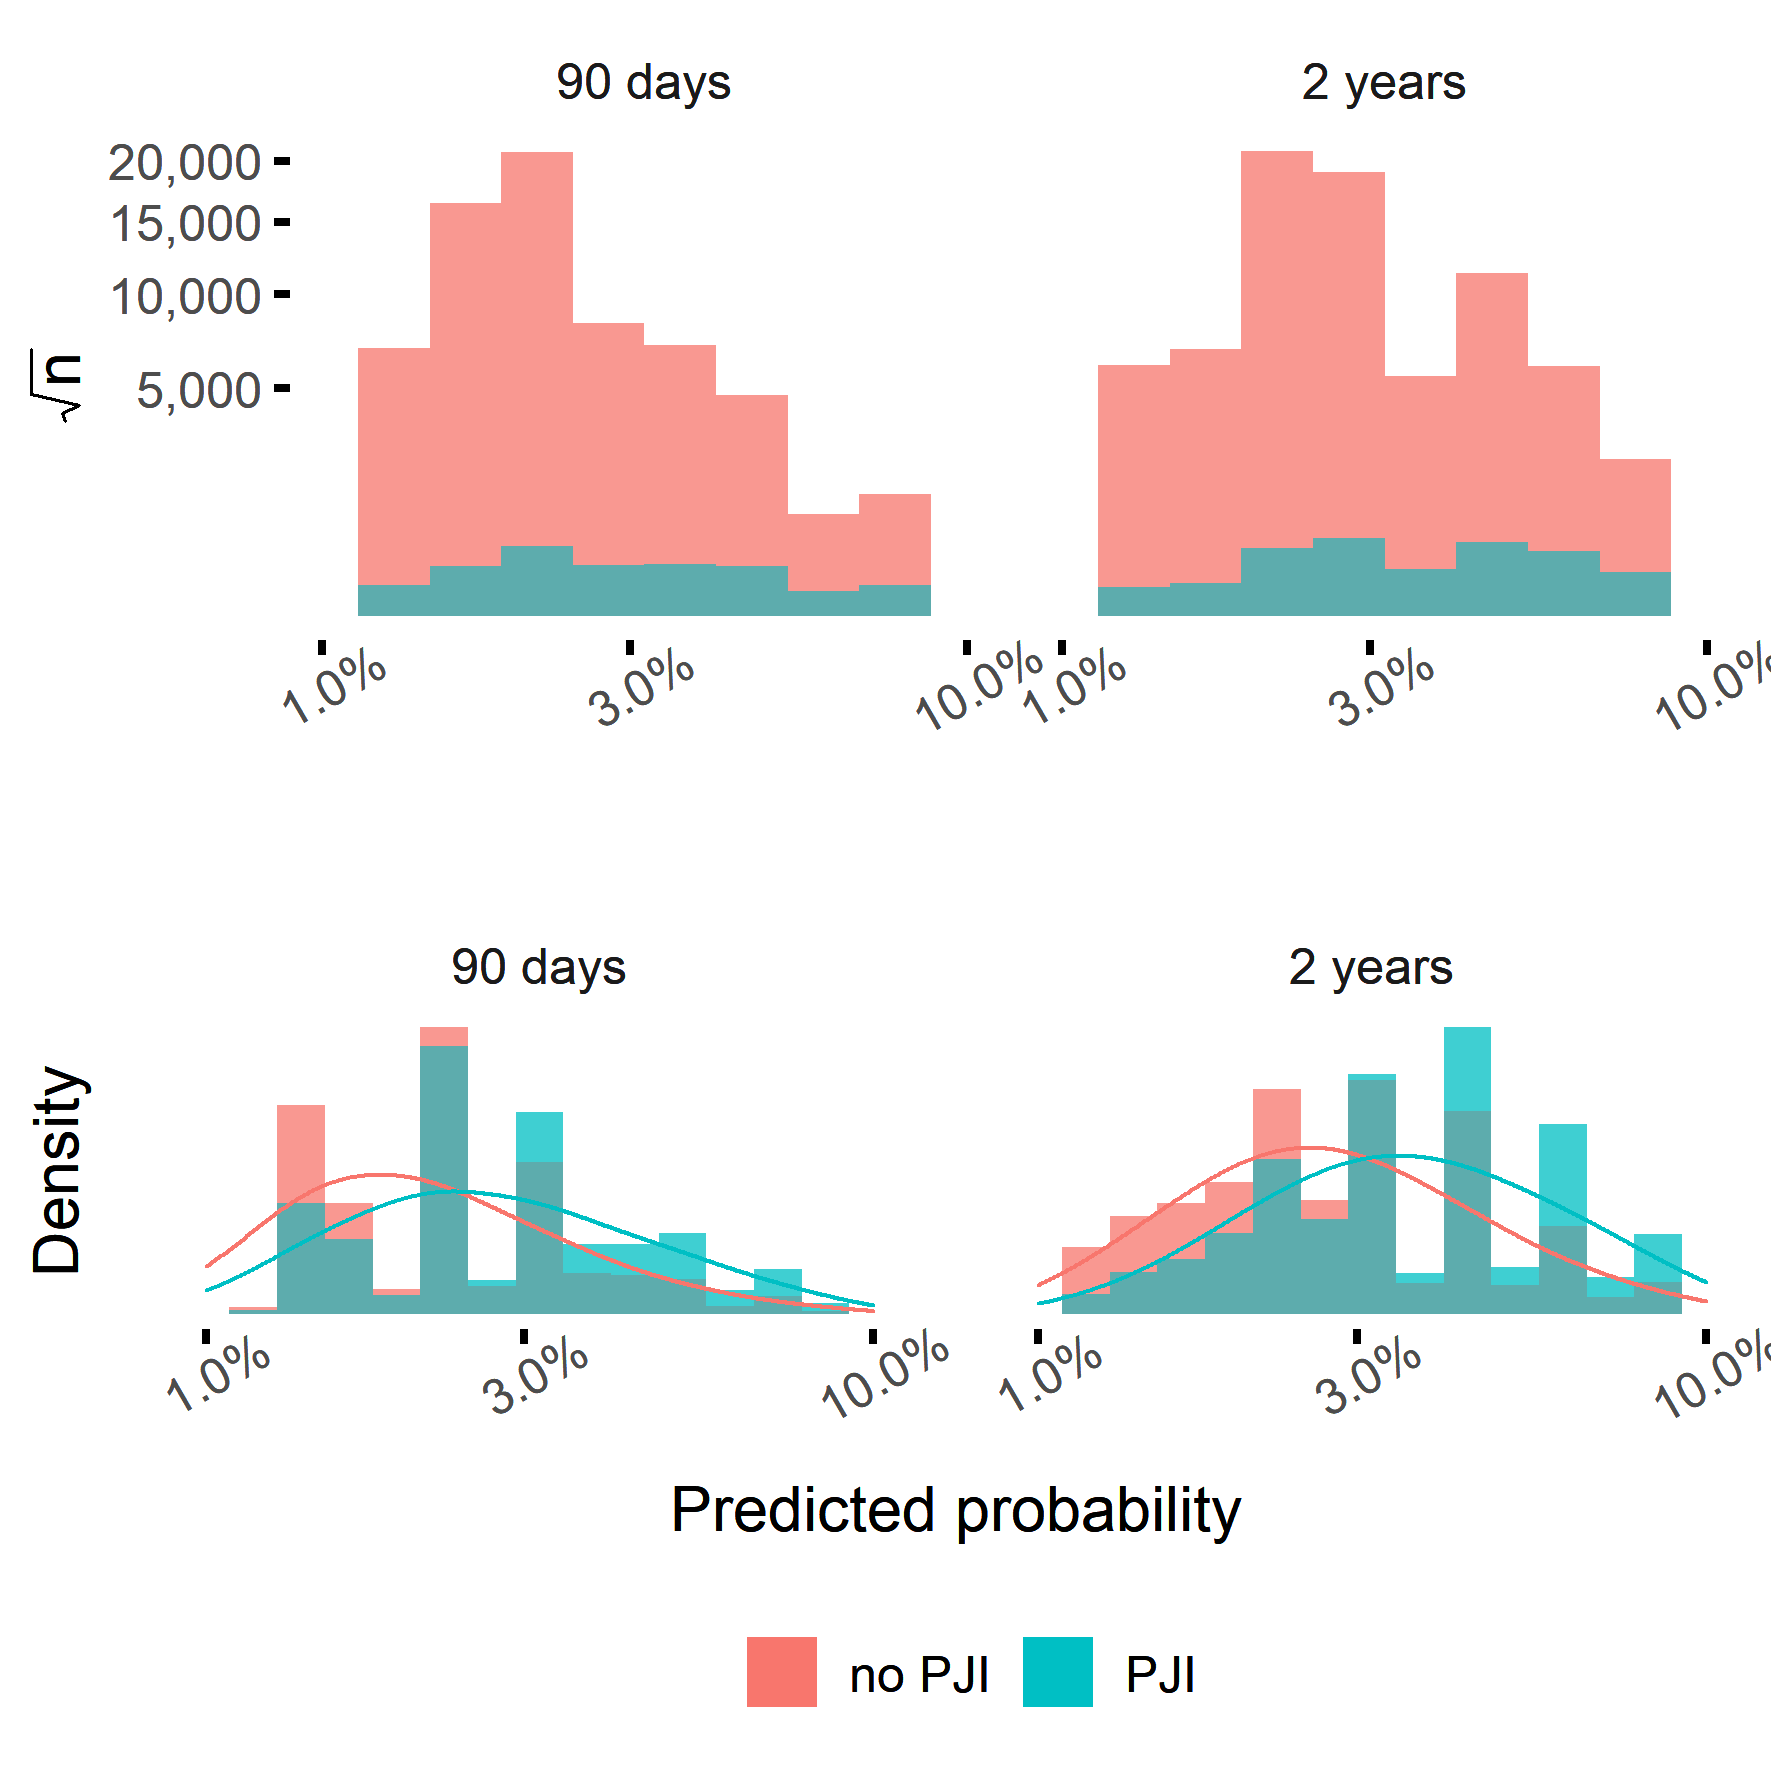 90 days 2 years
20,000
15,000
10,000
5,000
√n
1.0% 3.0% 10.0% 1.0% 3.0% 10.0%
90 days 2 years
Density
1.0% 3.0% 10.0% 1.0% 3.0% 10.0%
Predicted probability
no PJI PJI